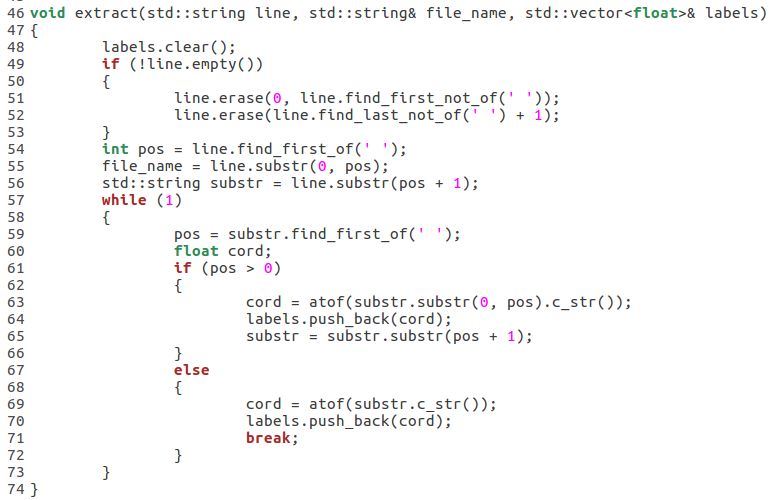 46 void extract(std::string line, std::string& file_name, std::vector<float>& labels)
47 {
48         labels.clear();
49         if (!line.empty())
50         {
51                 line.erase(0, line.find_first_not_of(' '));
52                 line.erase(line.find_last_not_of(' ') + 1);
53         }
54         int pos = line.find_first_of(' ');
55         file_name = line.substr(0, pos);
56         std::string substr = line.substr(pos + 1);
57         while (1)
58         {
59                 pos = substr.find_first_of(' ');
60                 float cord;
61                 if (pos > 0)
62                 {
63                         cord = atof(substr.substr(0, pos).c_str());
64                         labels.push_back(cord);
65                         substr = substr.substr(pos + 1);
66                 }
67                 else
68                 {
69                         cord = atof(substr.c_str());
70                         labels.push_back(cord);
71                         break;
72                 }
73         }
74 }